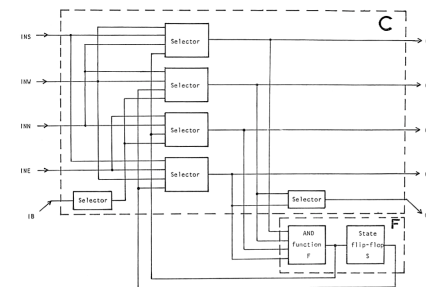 C
INS
Selector
INW
Selector
INN
Selector
INE
Selector
Selector
IB
Selector
F
AND
function
F
State
flip-flop
S